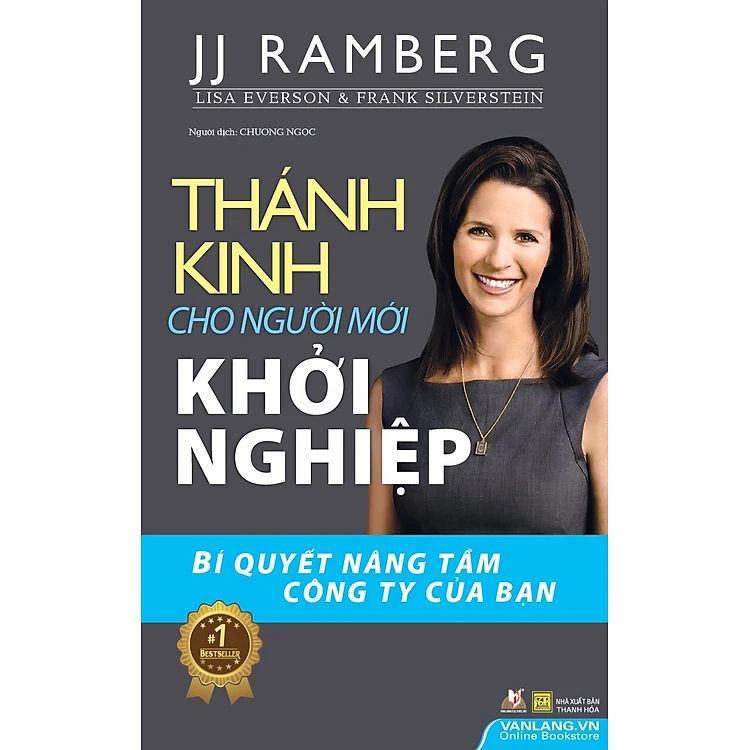 JJ RAMBERG
LISA EVERSON & FRANK SILVERSTEIN
Người dịch: CHUONG NGỌC
THÁNH
KINH
CHO NGƯỜI MỚI
KHỞI
NGHIỆP
BÍ QUYẾT NÂNG TẦM
CÔNG TY CỦA BẠN
#1
BESTSELLER
NHÀ XUẤT BẢN
THANH HÓA
VANLANG.VN
Online Bookstore